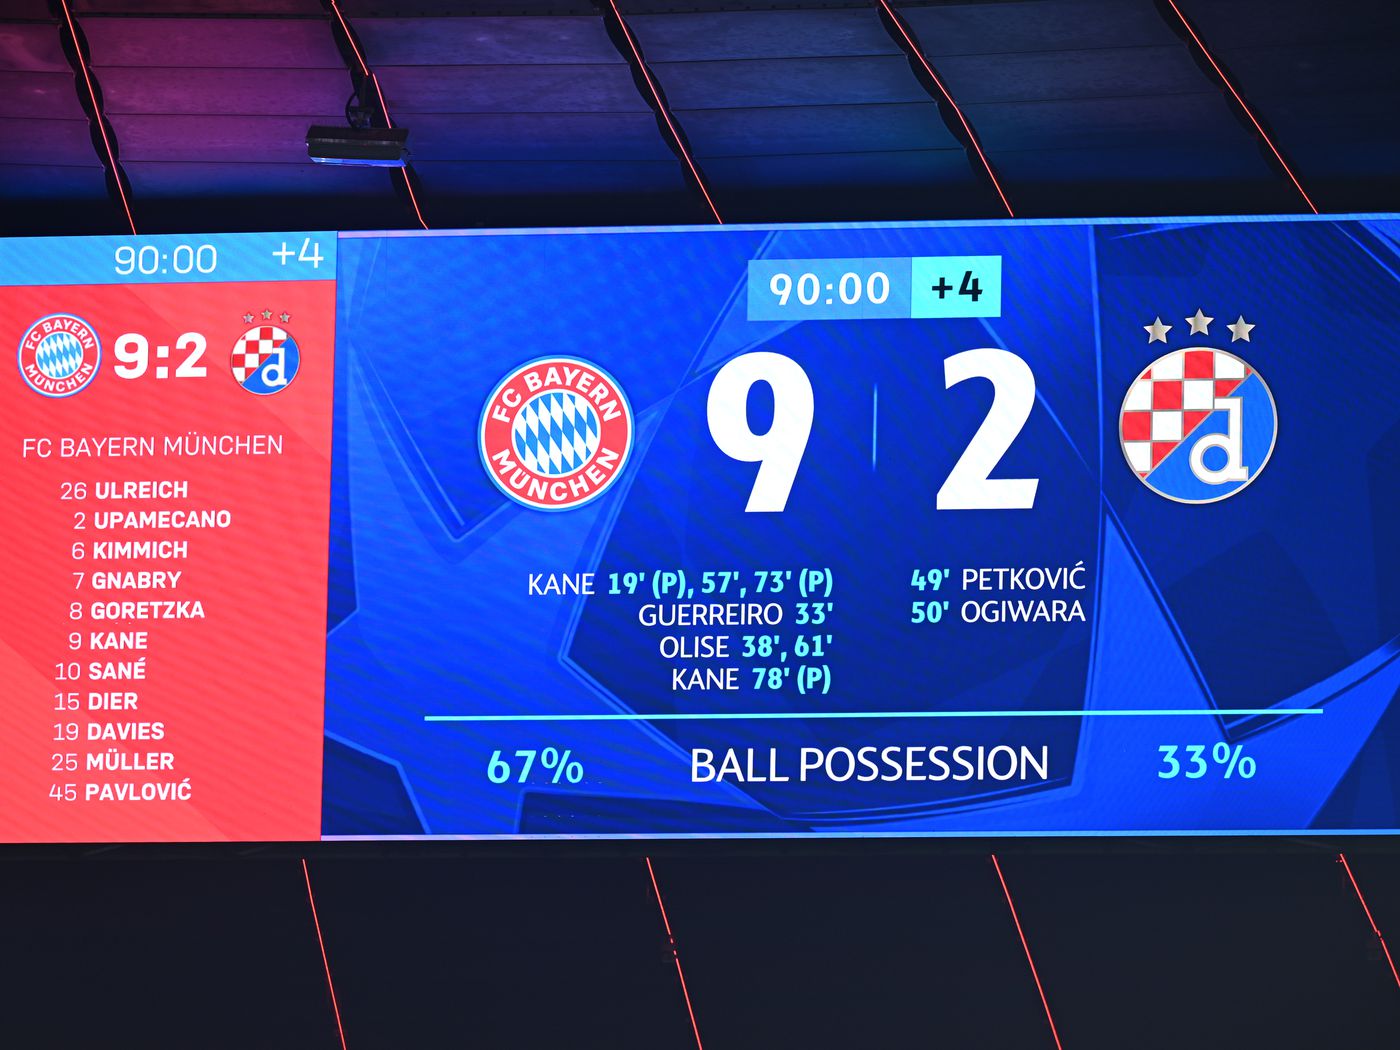 90:00 +4
FC BAYERN MÜNCHEN
9:2
d
FC BAYERN MÜNCHEN
26 ULREICH
2 UPAMECANO
6 KIMMICH
7 GNABRY
8 GORETZKA
9 KANE
10 SANÉ
15 DIER
19 DAVIES
25 MÜLLER
45 PAVLOVIĆ
90:00 +4
FC BAYERN MÜNCHEN
9 2
d
KANE 19' (P), 57', 73' (P)
GUERREIRO 33'
OLISE 38', 61'
KANE 78' (P)
49' PETKOVIĆ
50' OGIWARA
67% BALL POSSESSION 33%